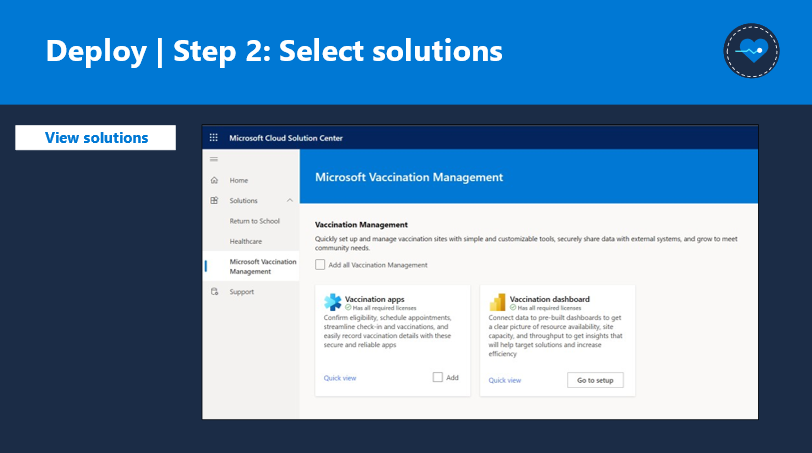 Deploy | Step 2: Select solutions
View solutions
Microsoft Cloud Solution Center
Home
Solutions
Return to School
Healthcare
Microsoft Vaccination
Management
Support
Microsoft Vaccination Management
Vaccination Management
Quickly set up and manage vaccination sites with simple and customizable tools, securely share data with external systems, and grow to meet
community needs.
Add all Vaccination Management
Vaccination apps
Has all required licenses
Confirm eligibility, schedule appointments,
streamline check-in and vaccinations, and
easily record vaccination details with these
secure and reliable apps
Quick view
Add
Vaccination dashboard
Has all required licenses
Connect data to pre-built dashboards to get
a clear picture of resource availability, site
capacity, and throughput to get insights that
will help target solutions and increase
efficiency
Quick view
Go to setup